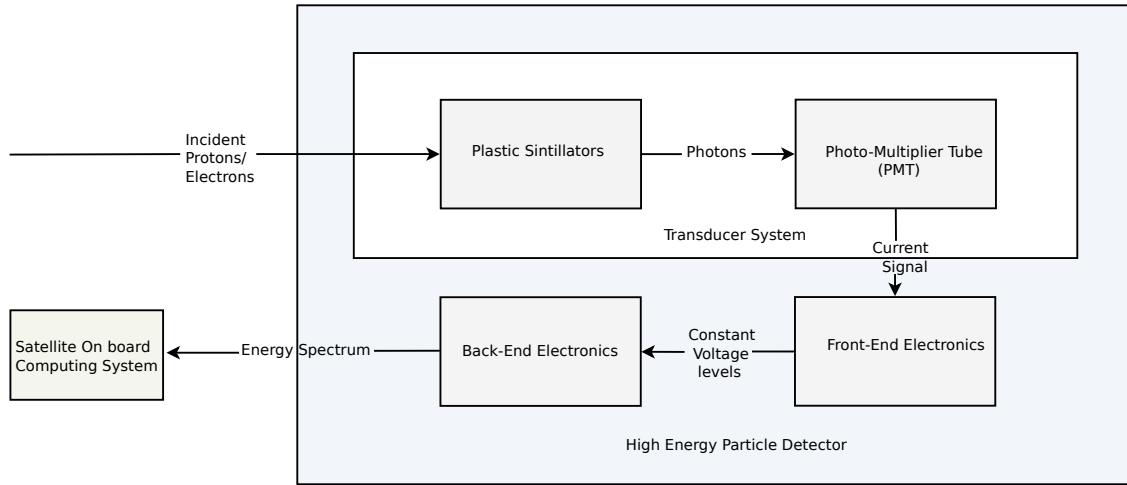 Incident
Protons/
Electrons
Plastic Sintillators
Photons
Photo-Multiplier Tube
(PMT)
Transducer System
Current
Signal
Satellite On board
Computing System
Energy Spectrum
Back-End Electronics
Constant
Voltage
levels
Front-End Electronics
High Energy Particle Detector